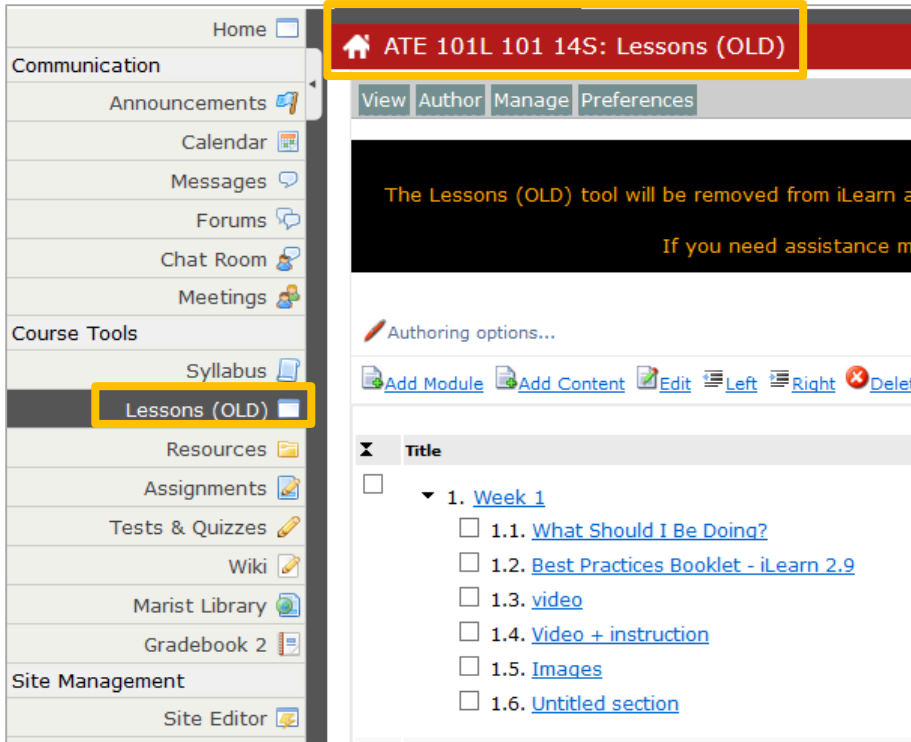 Home
Communication
Announcements
Calendar
Messages
Forums
Chat Room
Meetings
Course Tools
Syllabus
Lessons (OLD)
Resources
Assignments
Tests & Quizzes
Wiki
Marist Library
Gradebook 2
Site Management
Site Editor
ATE 101L 101 14S: Lessons (OLD)
View Author Manage Preferences
The Lessons (OLD) tool will be removed from iLearn a
If you need assistance m
Authoring options...
Add Module Add Content Edit Left Right Delet
Title
1. Week 1
1.1. What Should I Be Doing?
1.2. Best Practices Booklet - iLearn 2.9
1.3. video
1.4. Video + instruction
1.5. Images
1.6. Untitled section